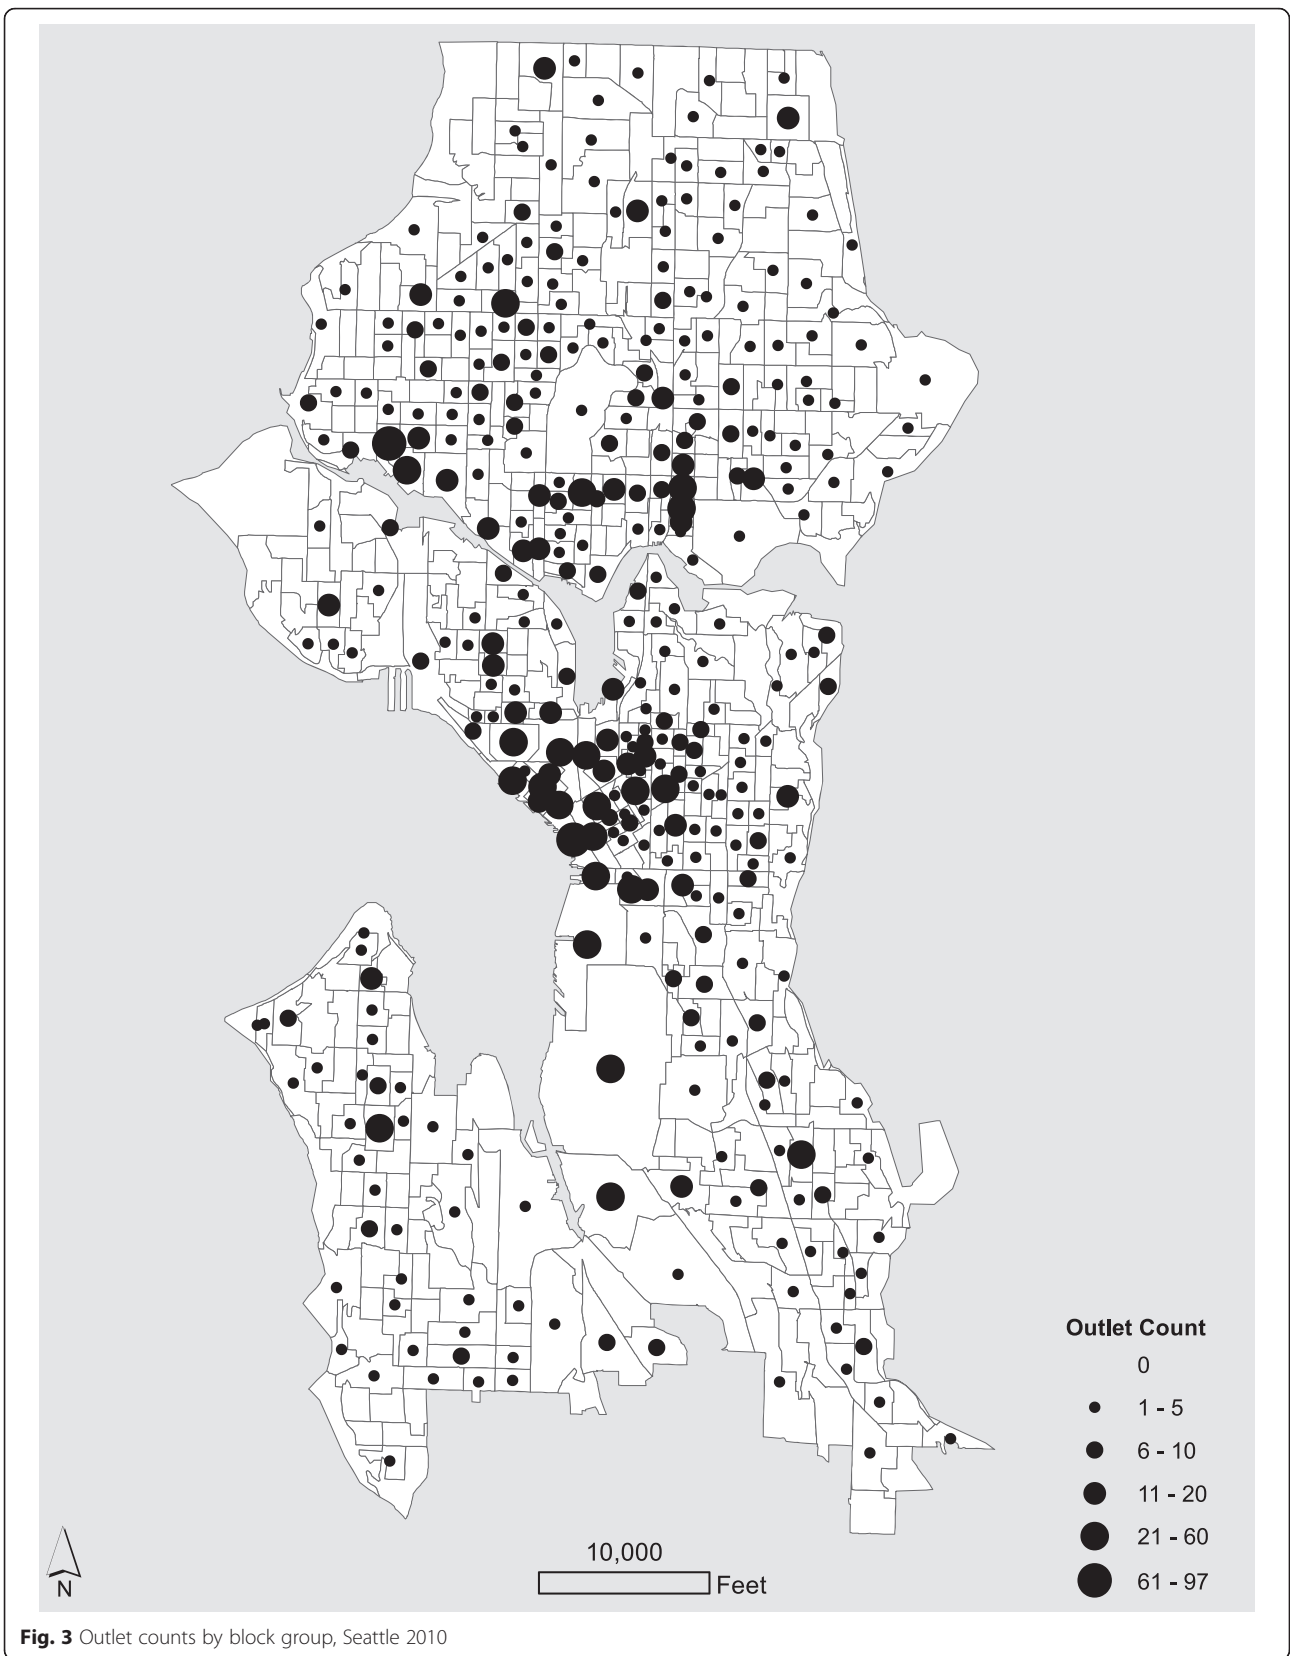 Outlet Count
0
1 - 5
6 - 10
11 - 20
21 - 60
61 - 97
10,000
Feet
N
Fig. 3 Outlet counts by block group, Seattle 2010